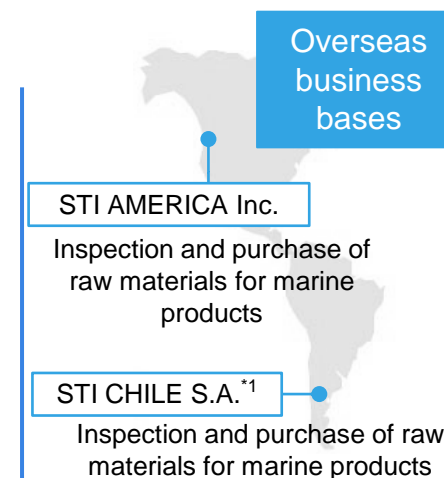 Overseas
business
bases
STI AMERICA Inc.
Inspection and purchase of
raw materials for marine
products
STI CHILE S.A.*1
Inspection and purchase of raw
materials for marine products